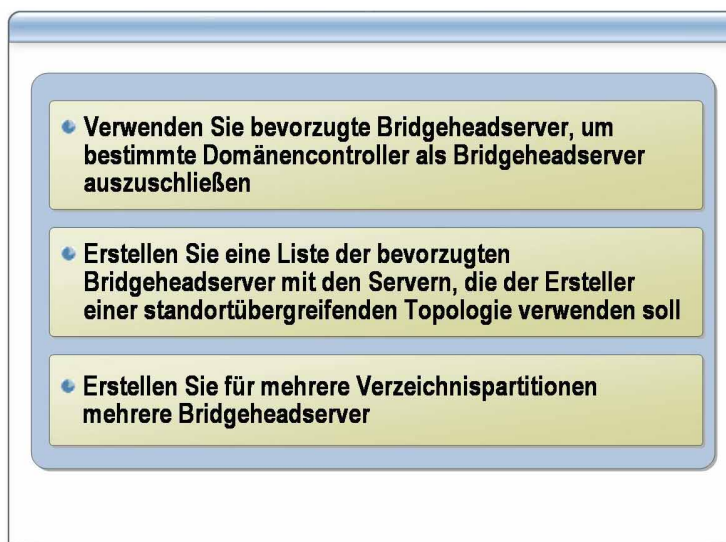 Verwenden Sie bevorzugte Bridgeheadserver, um
bestimmte Domänencontroller als Bridgeheadserver
auszuschließen
Erstellen Sie eine Liste der bevorzugten
Bridgeheadserver mit den Servern, die der Ersteller
einer standortübergreifenden Topologie verwenden soll
Erstellen Sie für mehrere Verzeichnispartitionen
mehrere Bridgeheadserver